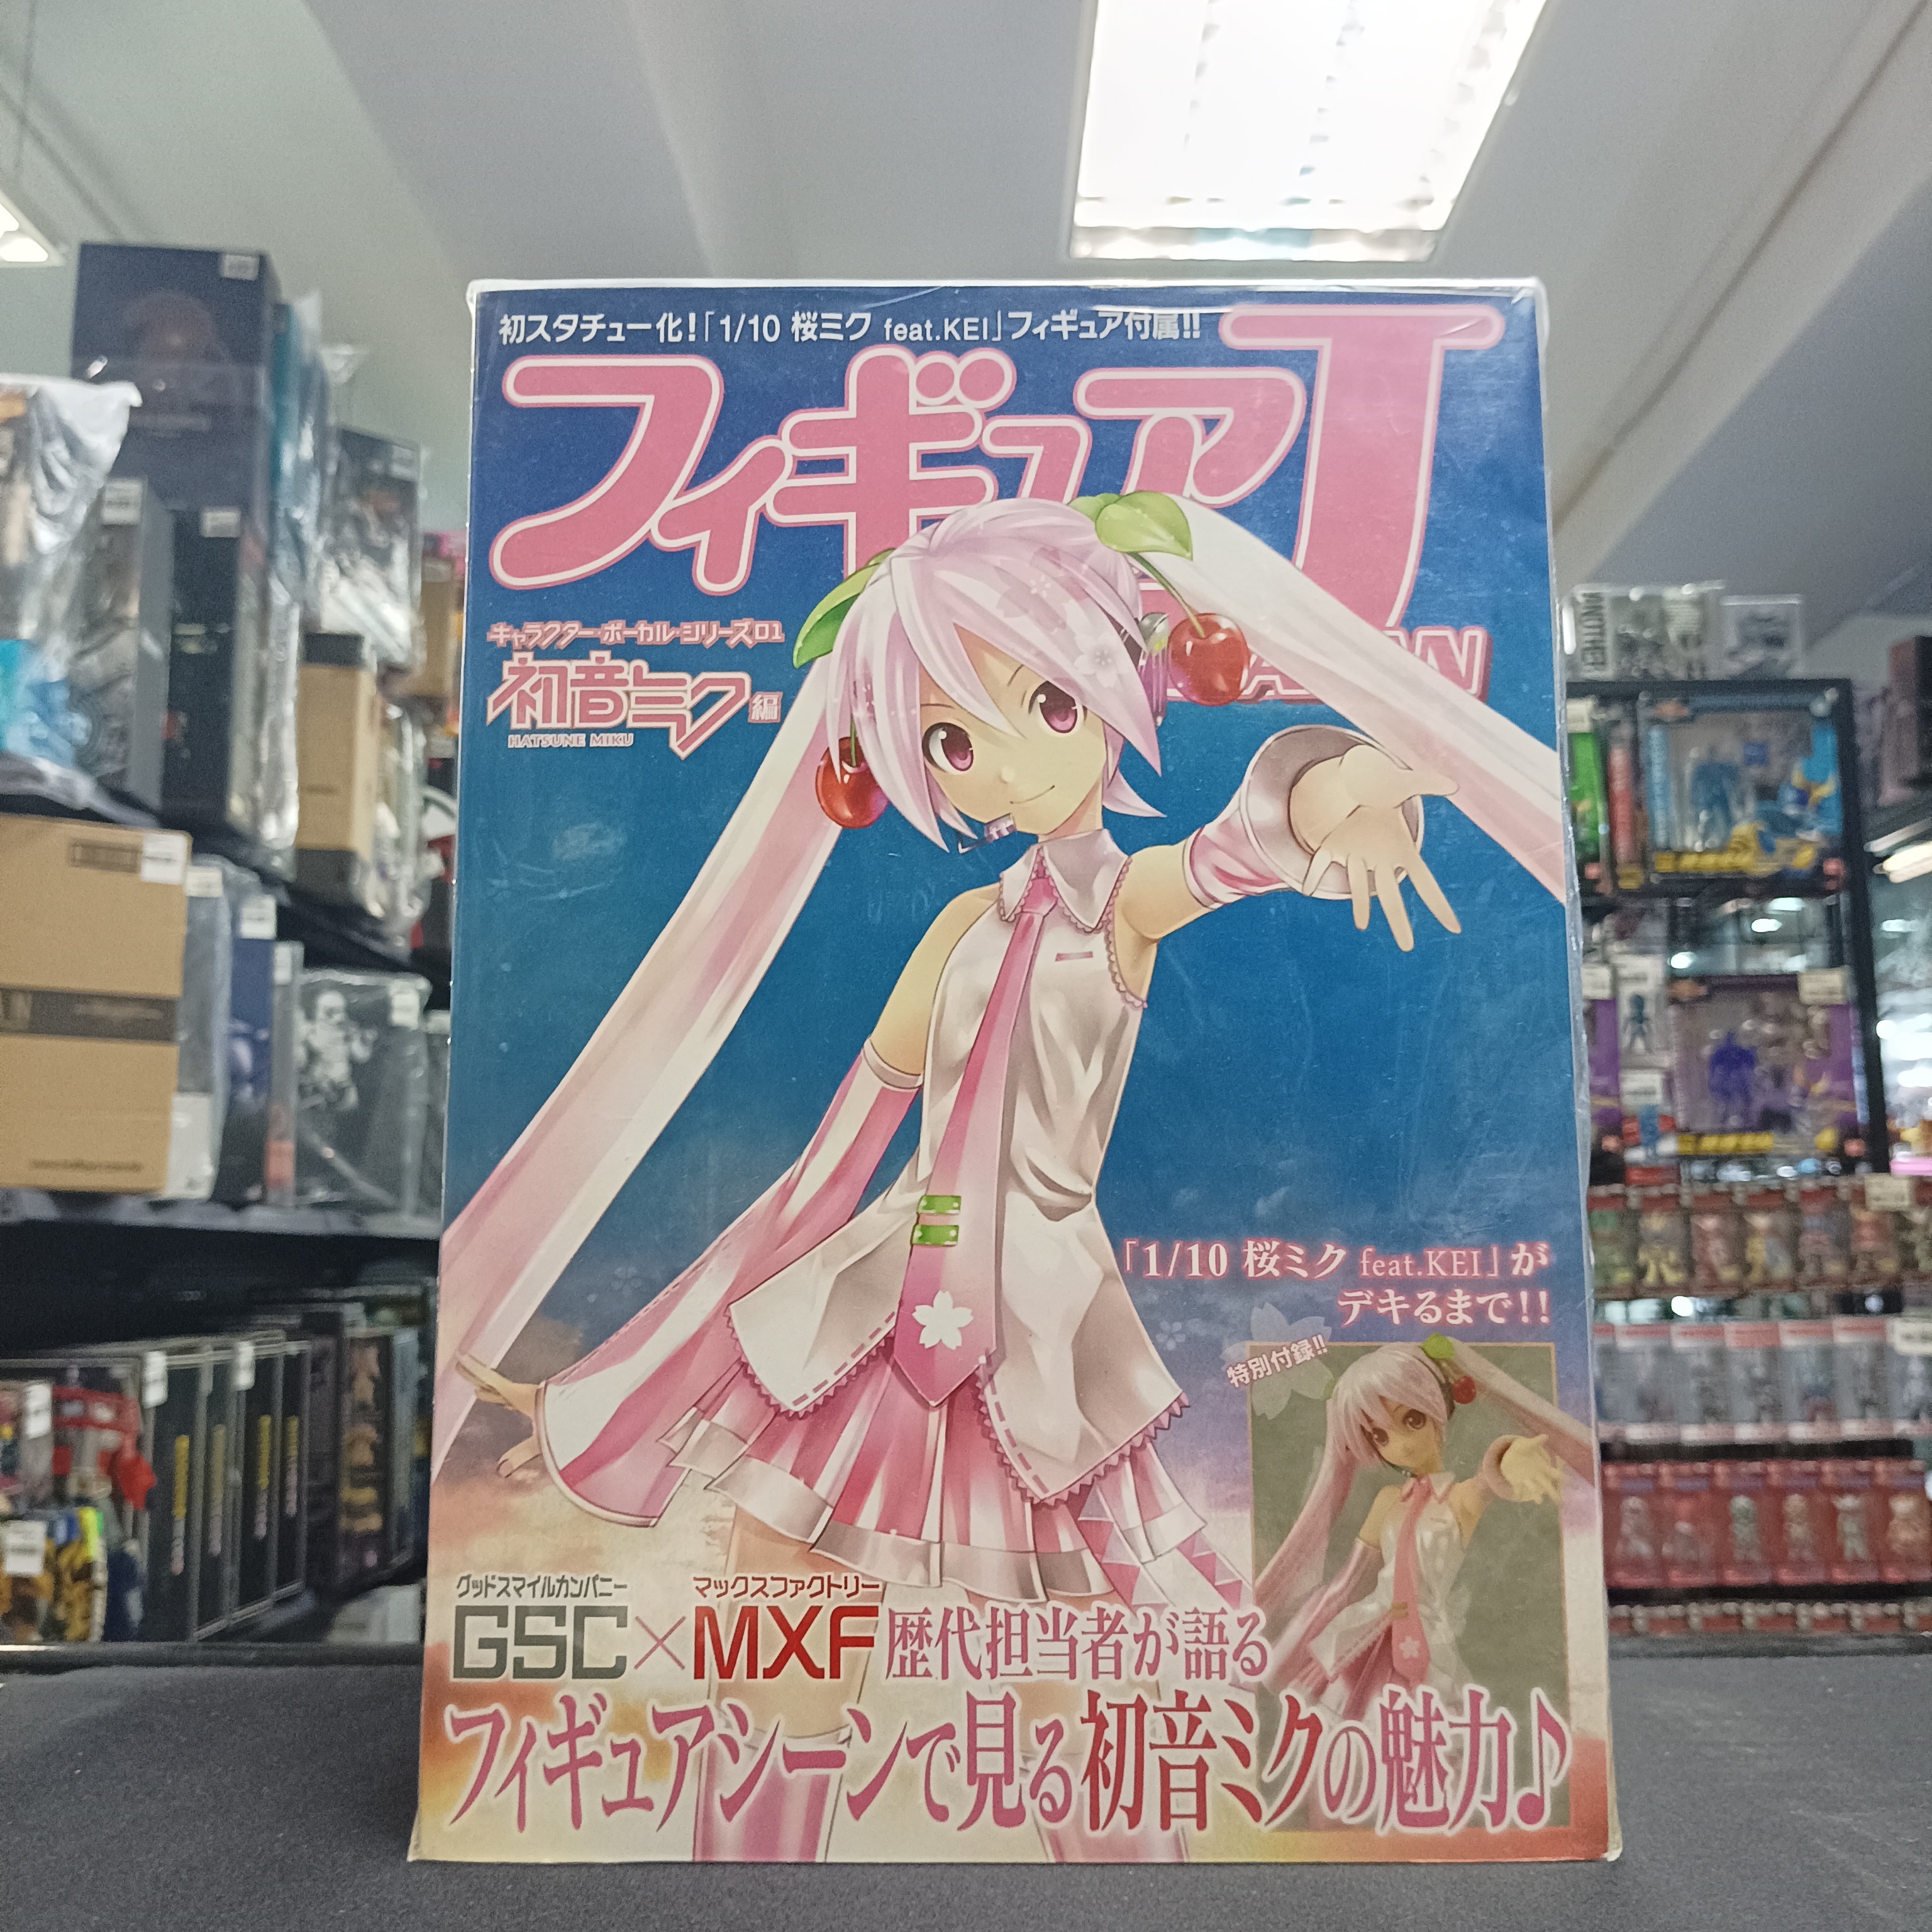 初スタチュー化！「1/10 桜ミク feat.KEI」フィギュア付属!!
フィギュアJ
キャラクター・ボーカル・シリーズ01
初音ミク編
HATSUNE MIKU
「1/10 桜ミク feat.KEI」が
デキるまで!!
特別付録!!
グッドスマイルカンパニー マックスファクトリー
GSC×MXF歴代担当者が語る
フィギュアシーンで見る初音ミクの魅力♪